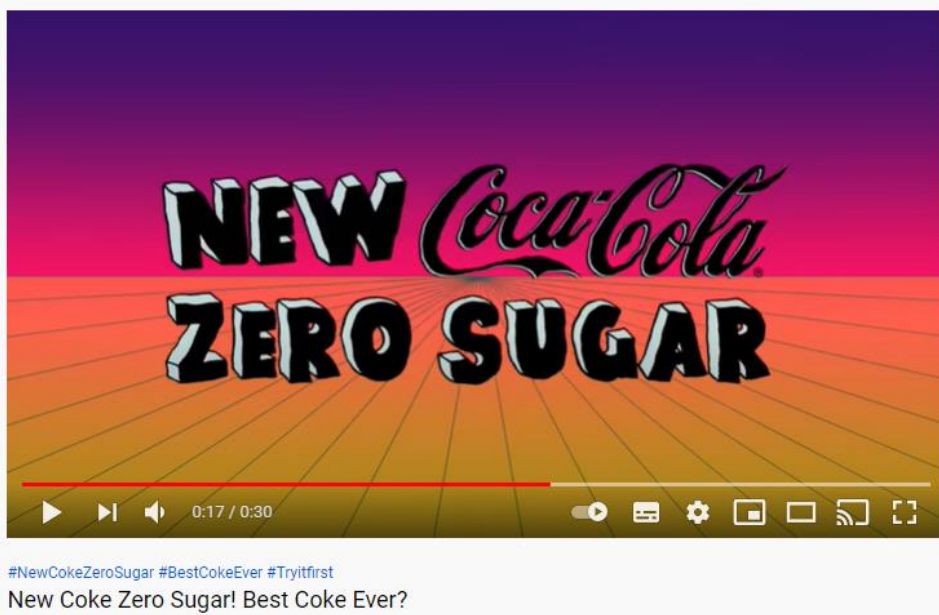 NEW Coca-Cola
ZERO SUGAR
0:17 / 0:30
#NewCokeZeroSugar #BestCokeEver #Tryitfirst
New Coke Zero Sugar! Best Coke Ever?